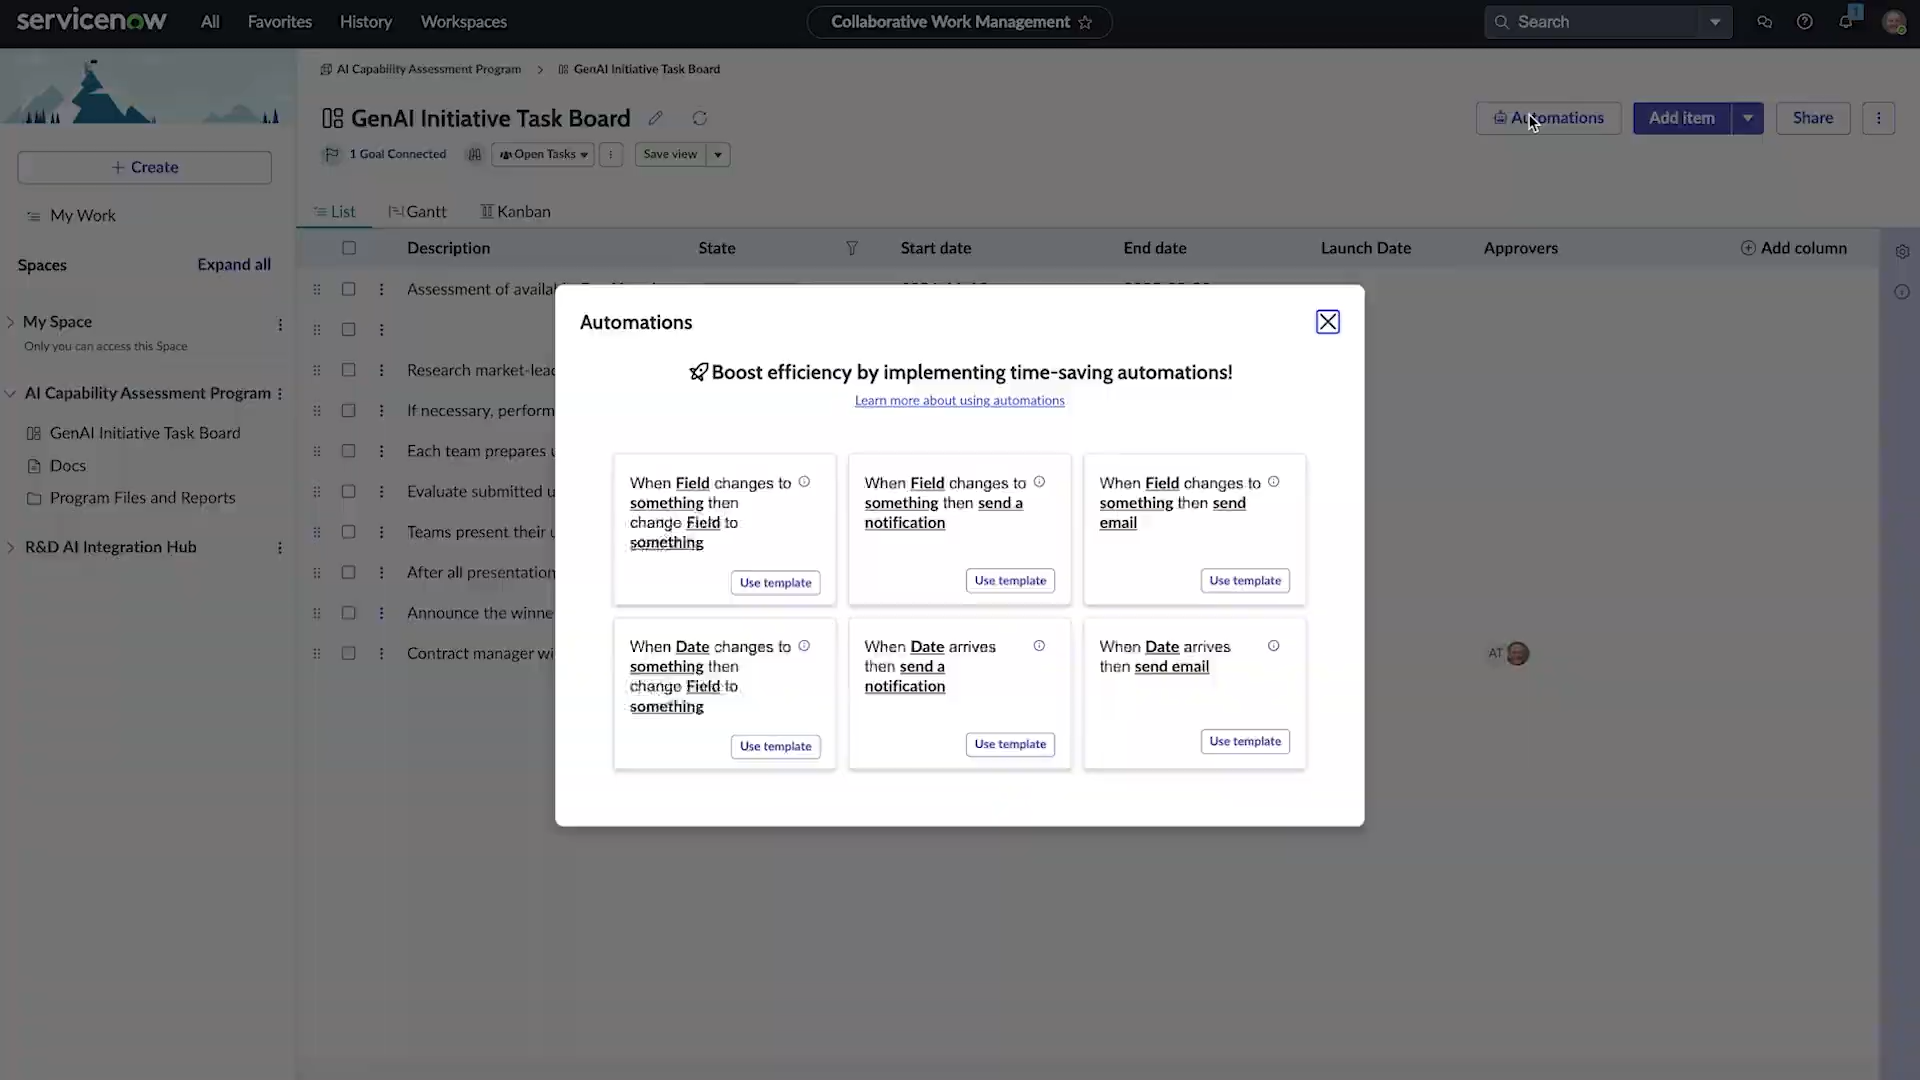 servicenow All Favorites History Workspaces Collaborative Work Management Search 1
AI Capability Assessment Program > GenAI Initiative Task Board
GenAI Initiative Task Board Automations Add item Share
1 Goal Connected Open Tasks Save view
+ Create
My Work
Spaces Expand all
My Space
Only you can access this Space
AI Capability Assessment Program
GenAI Initiative Task Board
Docs
Program Files and Reports
R&D AI Integration Hub
List Gantt Kanban
Description State Start date End date Launch Date Approvers Add column
Assessment of availa
Research market-lead
If necessary, perform
Each team prepares u
Evaluate submitted u
Teams present their u
After all presentation
Announce the winne
Contract manager wi
AT
Automations
Boost efficiency by implementing time-saving automations!
Learn more about using automations
When Field changes to
something then
change Field to
something
Use template
When Field changes to
something then send a
notification
Use template
When Field changes to
something then send
email
Use template
When Date changes to
something then
change Field to
something
Use template
When Date arrives
then send a
notification
Use template
When Date arrives
then send email
Use template